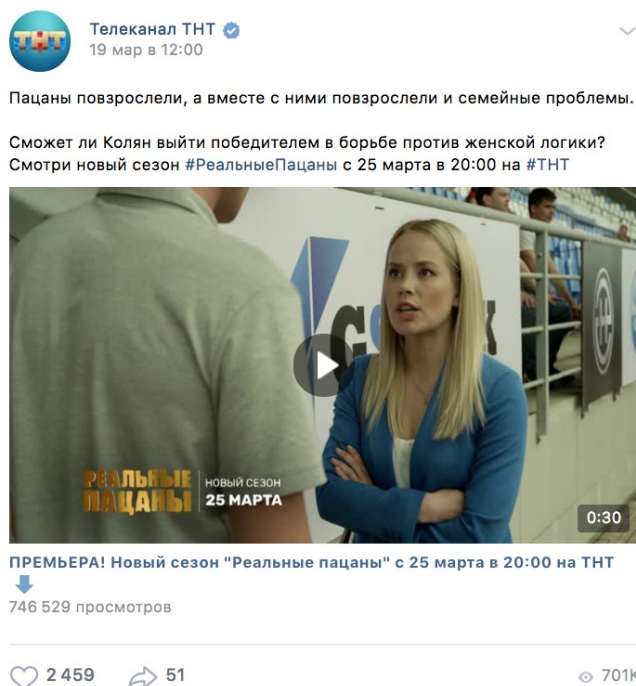 ТНТ
Телеканал ТНТ
19 мар в 12:00
Пацаны повзрослели, а вместе с ними повзрослели и семейные проблемы.
Сможет ли Колян выйти победителем в борьбе против женской логики?
Смотри новый сезон #РеальныеПацаны с 25 марта в 20:00 на #ТНТ
РЕАЛЬНЫЕ
ПАЦАНЫ
НОВЫЙ СЕЗОН
25 МАРТА
0:30
ПРЕМЬЕРА! Новый сезон "Реальные пацаны" с 25 марта в 20:00 на ТНТ
746 529 просмотров
2 459
51
701K